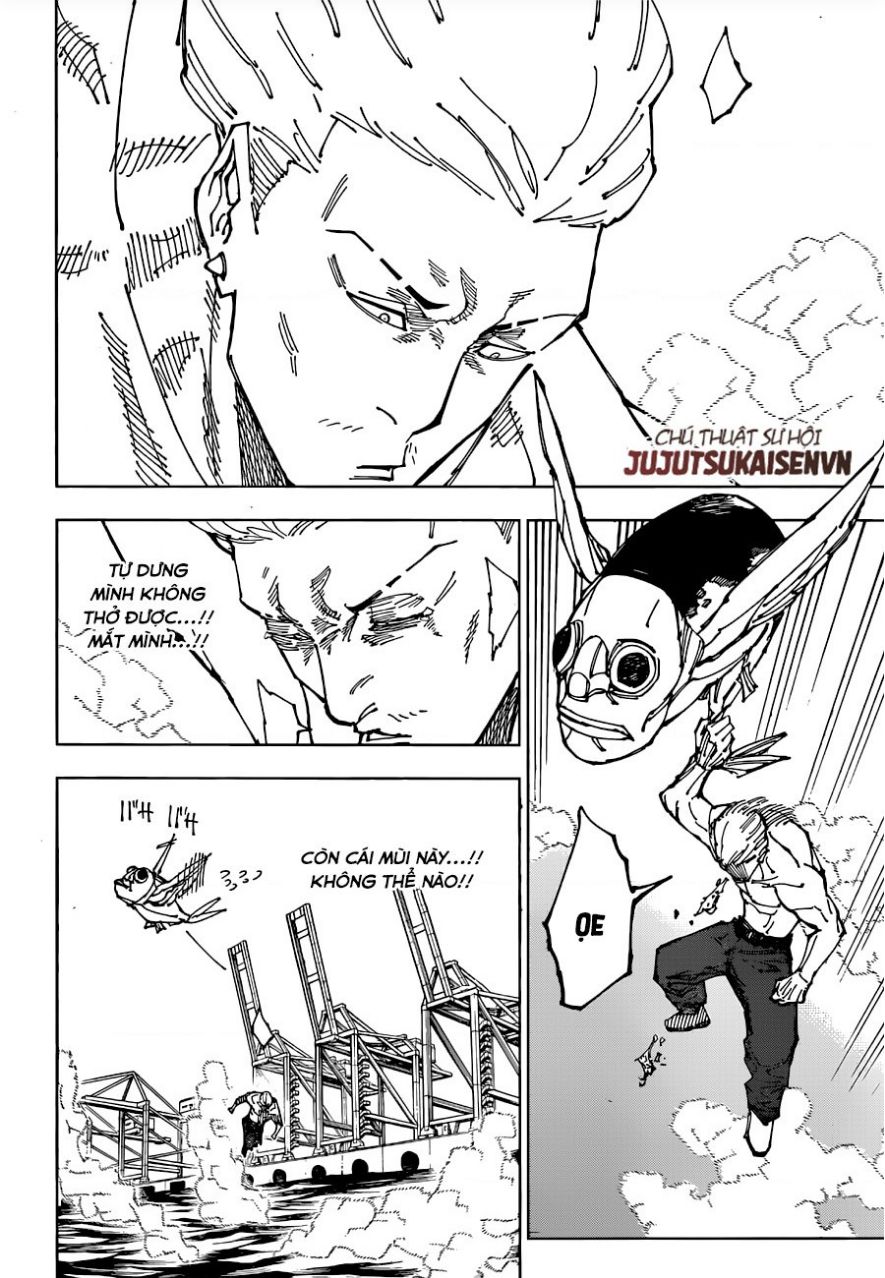 CHÚ THUẬT SƯ HỘI
JUJUTSUKAISENVN
TỰ DƯNG
MÌNH KHÔNG
THỞ ĐƯỢC...!!
MẮT MÌNH...!!
ỌE
CÒN CÁI MÙI NÀY...!!
KHÔNG THỂ NÀO!!